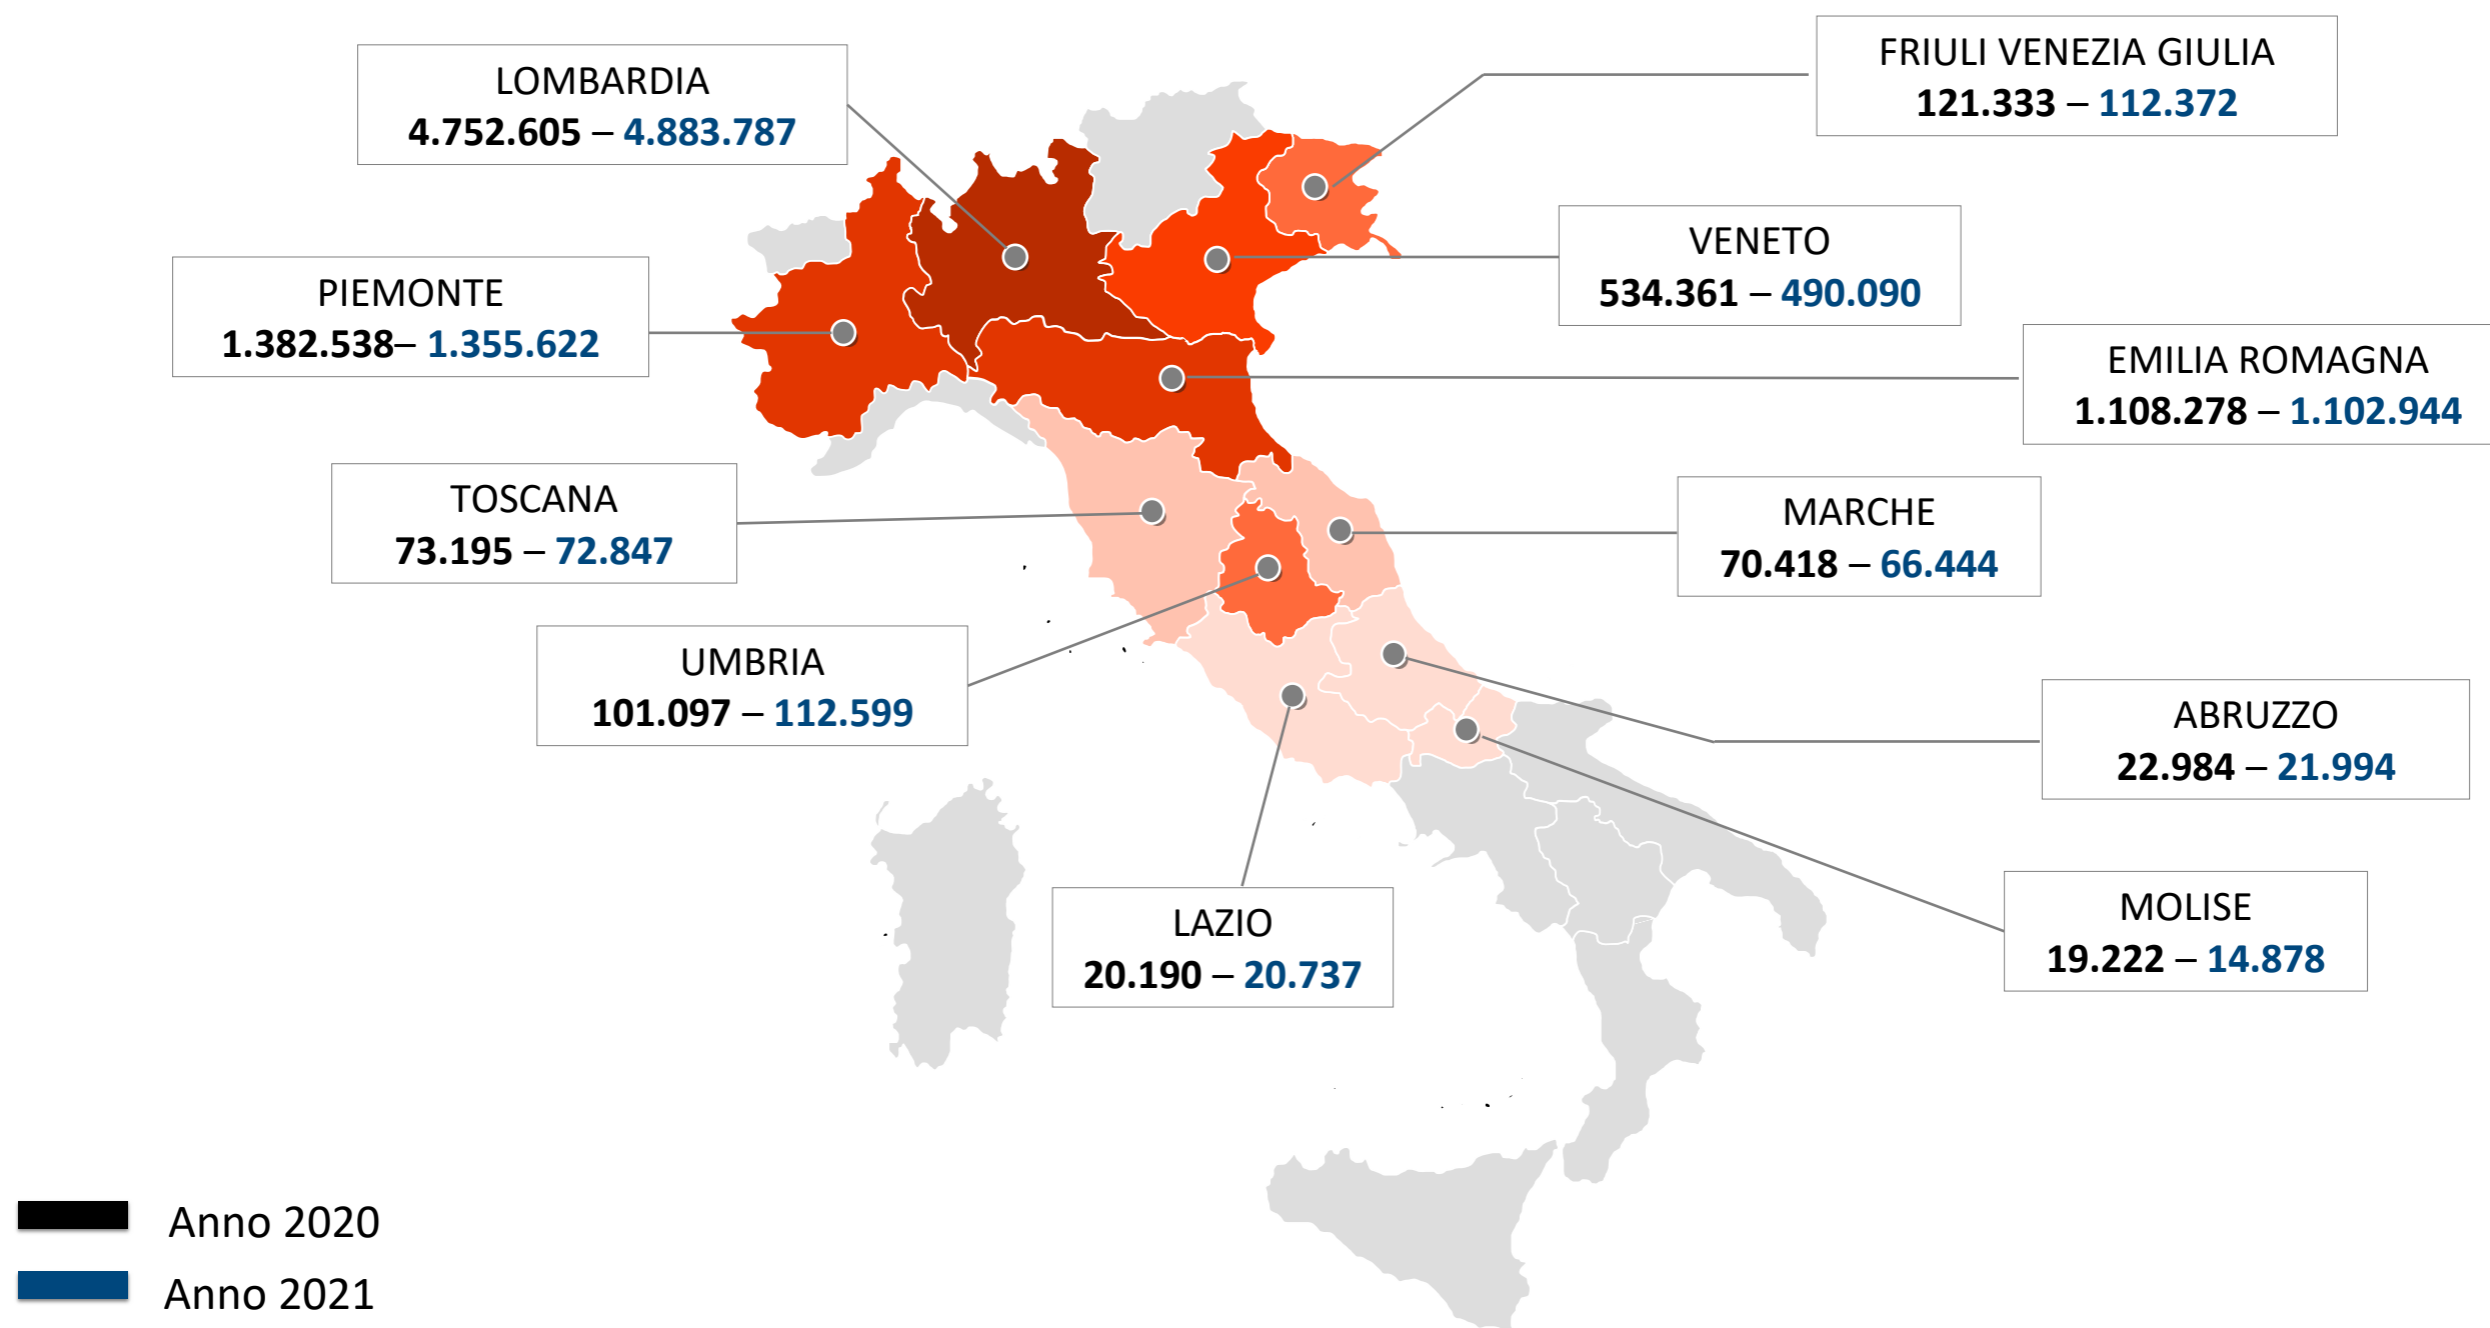 LOMBARDIA
4.752.605 – 4.883.787
FRIULI VENEZIA GIULIA
121.333 – 112.372
VENETO
534.361 – 490.090
PIEMONTE
1.382.538– 1.355.622
EMILIA ROMAGNA
1.108.278 – 1.102.944
TOSCANA
73.195 – 72.847
MARCHE
70.418 – 66.444
UMBRIA
101.097 – 112.599
ABRUZZO
22.984 – 21.994
LAZIO
20.190 – 20.737
MOLISE
19.222 – 14.878
Anno 2020
Anno 2021